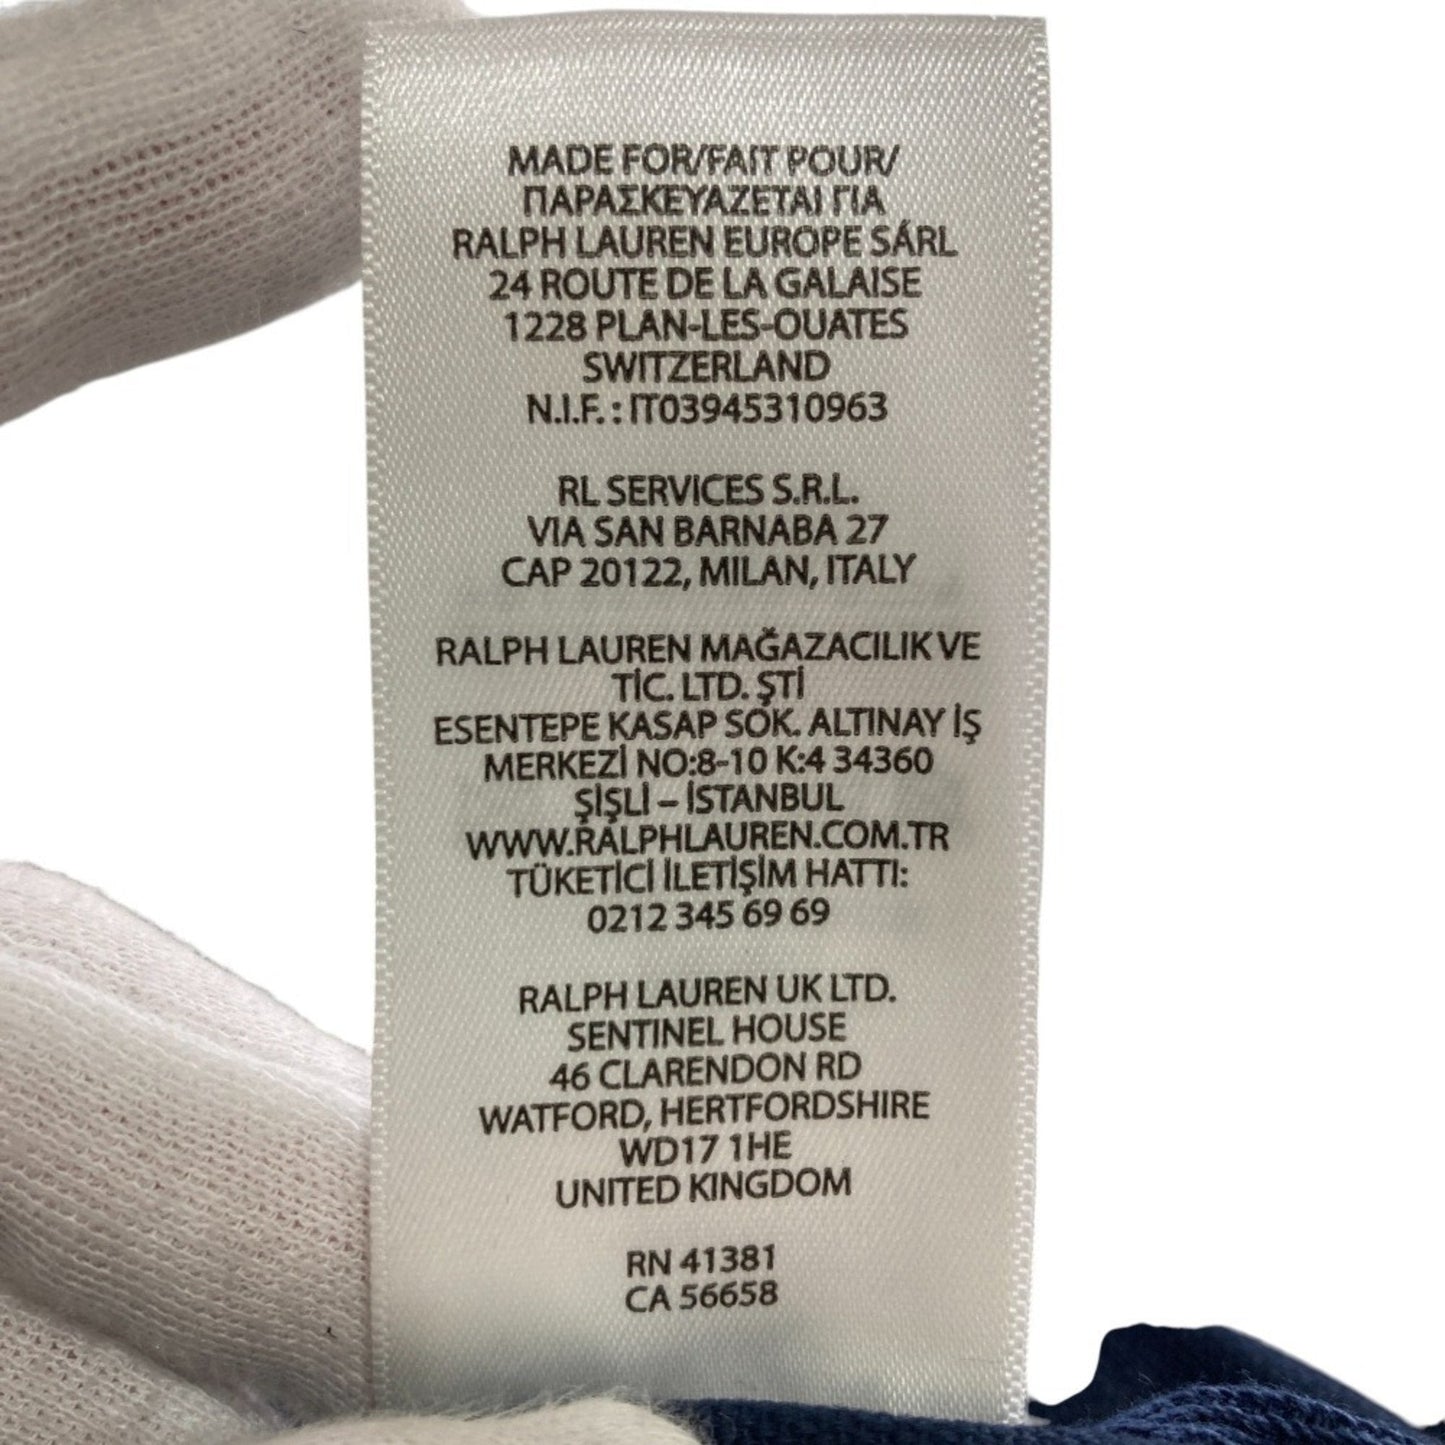 MADE FOR/FAIT POUR/
ΠΑΡΑΣΚΕΥΑΖΕΤΑΙ ΓΙΑ
RALPH LAUREN EUROPE SÁRL
24 ROUTE DE LA GALAISE
1228 PLAN-LES-OUATES
SWITZERLAND
N.I.F. : IT03945310963
RL SERVICES S.R.L.
VIA SAN BARNABA 27
CAP 20122, MILAN, ITALY
RALPH LAUREN MAĞAZACILIK VE
TİC. LTD. ŞTİ
ESENTEPE KASAP SOK. ALTINAY İŞ
MERKEZİ NO:8-10 K:4 34360
ŞİŞLİ – İSTANBUL
WWW.RALPHLAUREN.COM.TR
TÜKETİCİ İLETİŞİM HATTI:
0212 345 69 69
RALPH LAUREN UK LTD.
SENTINEL HOUSE
46 CLARENDON RD
WATFORD, HERTFORDSHIRE
WD17 1HE
UNITED KINGDOM
RN 41381
CA 56658